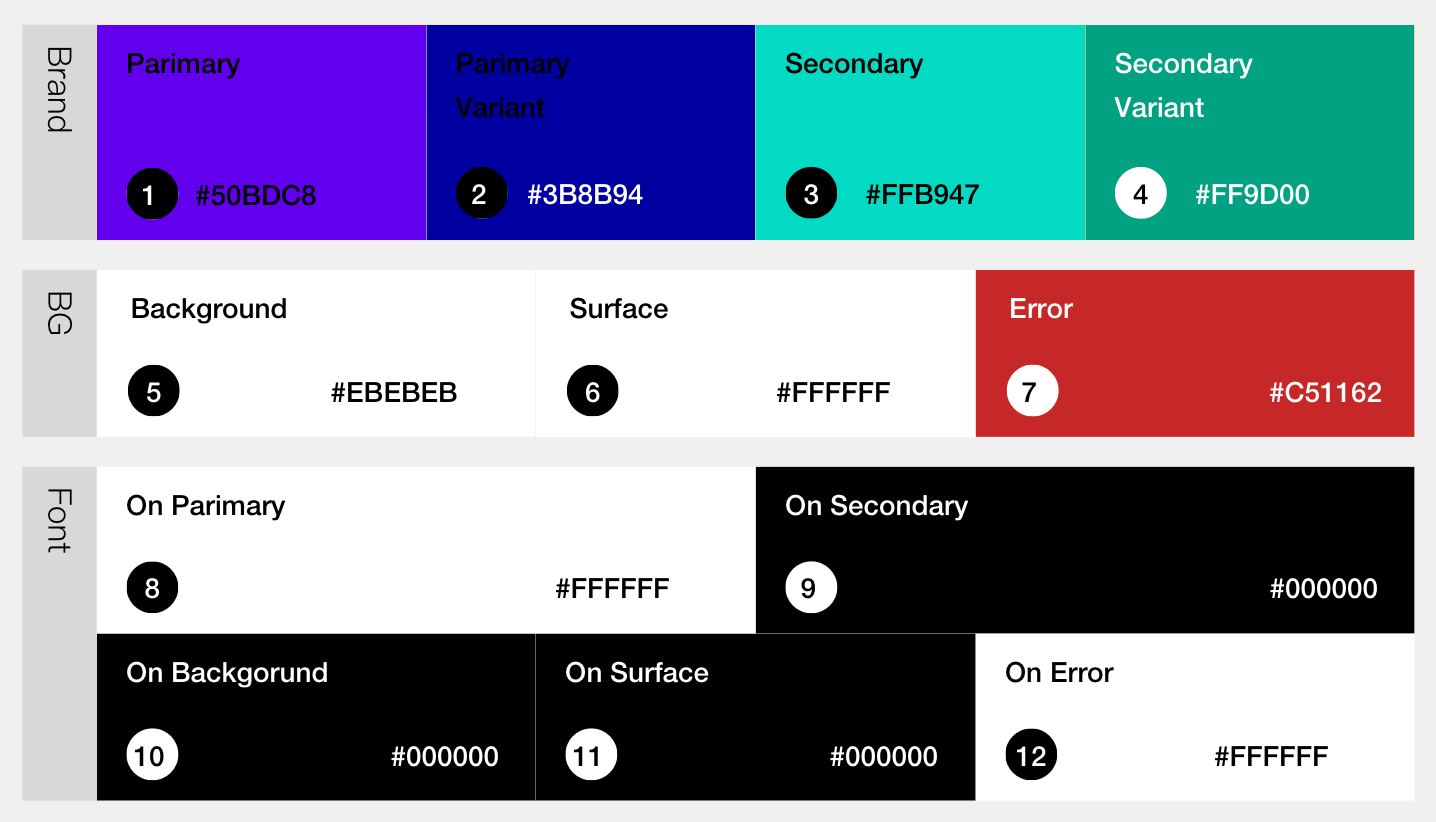 Brand
Parimary
1 #50BDC8
Parimary
Variant
2 #3B8B94
Secondary
3 #FFB947
Secondary
Variant
4 #FF9D00
BG
Background
5 #EBEBEB
Surface
6 #FFFFFF
Error
7 #C51162
Font
On Parimary
8 #FFFFFF
On Secondary
9 #000000
On Backgorund
10 #000000
On Surface
11 #000000
On Error
12 #FFFFFF